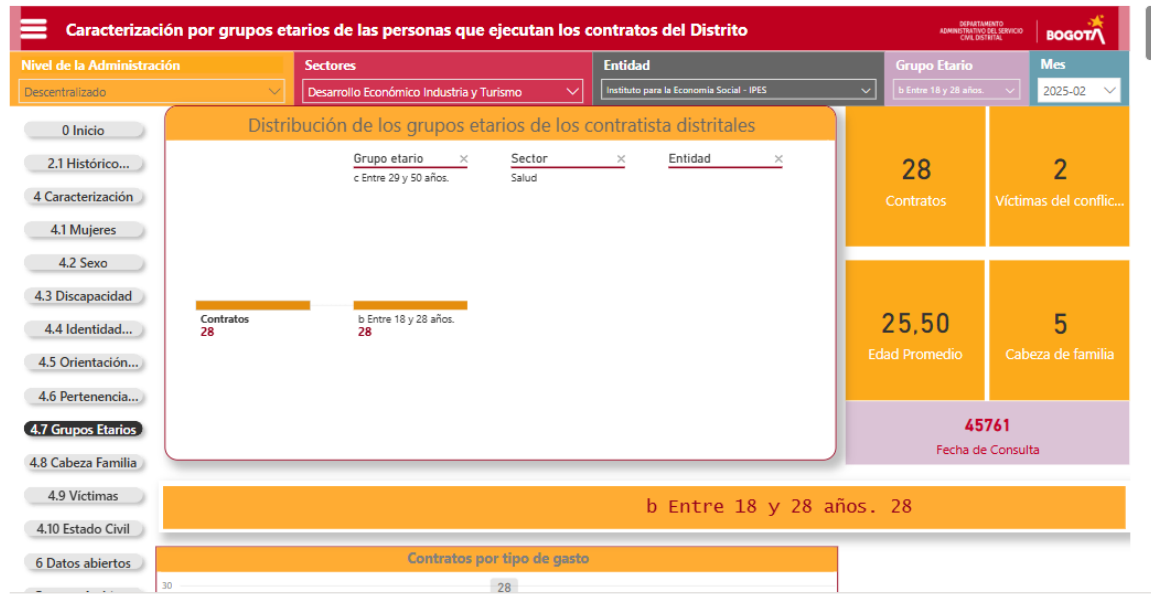 Caracterización por grupos etarios de las personas que ejecutan los contratos del Distrito
DEPARTAMENTO
ADMINISTRATIVO DEL SERVICIO
CIVIL DISTRITAL
BOGOTÁ
Nivel de la Administración
Descentralizado
Sectores
Desarrollo Económico Industria y Turismo
Entidad
Instituto para la Economía Social - IPES
Grupo Etario
b Entre 18 y 28 años.
Mes
2025-02
0 Inicio
2.1 Histórico...
4 Caracterización
4.1 Mujeres
4.2 Sexo
4.3 Discapacidad
4.4 Identidad...
4.5 Orientación...
4.6 Pertenencia...
4.7 Grupos Etarios
4.8 Cabeza Familia
4.9 Víctimas
4.10 Estado Civil
6 Datos abiertos
Distribución de los grupos etarios de los contratista distritales
Grupo etario
c Entre 29 y 50 años.
Sector
Salud
Entidad
Contratos
28
b Entre 18 y 28 años.
28
28
Contratos
2
Víctimas del conflic...
25,50
Edad Promedio
5
Cabeza de familia
45761
Fecha de Consulta
b Entre 18 y 28 años. 28
Contratos por tipo de gasto
30
28